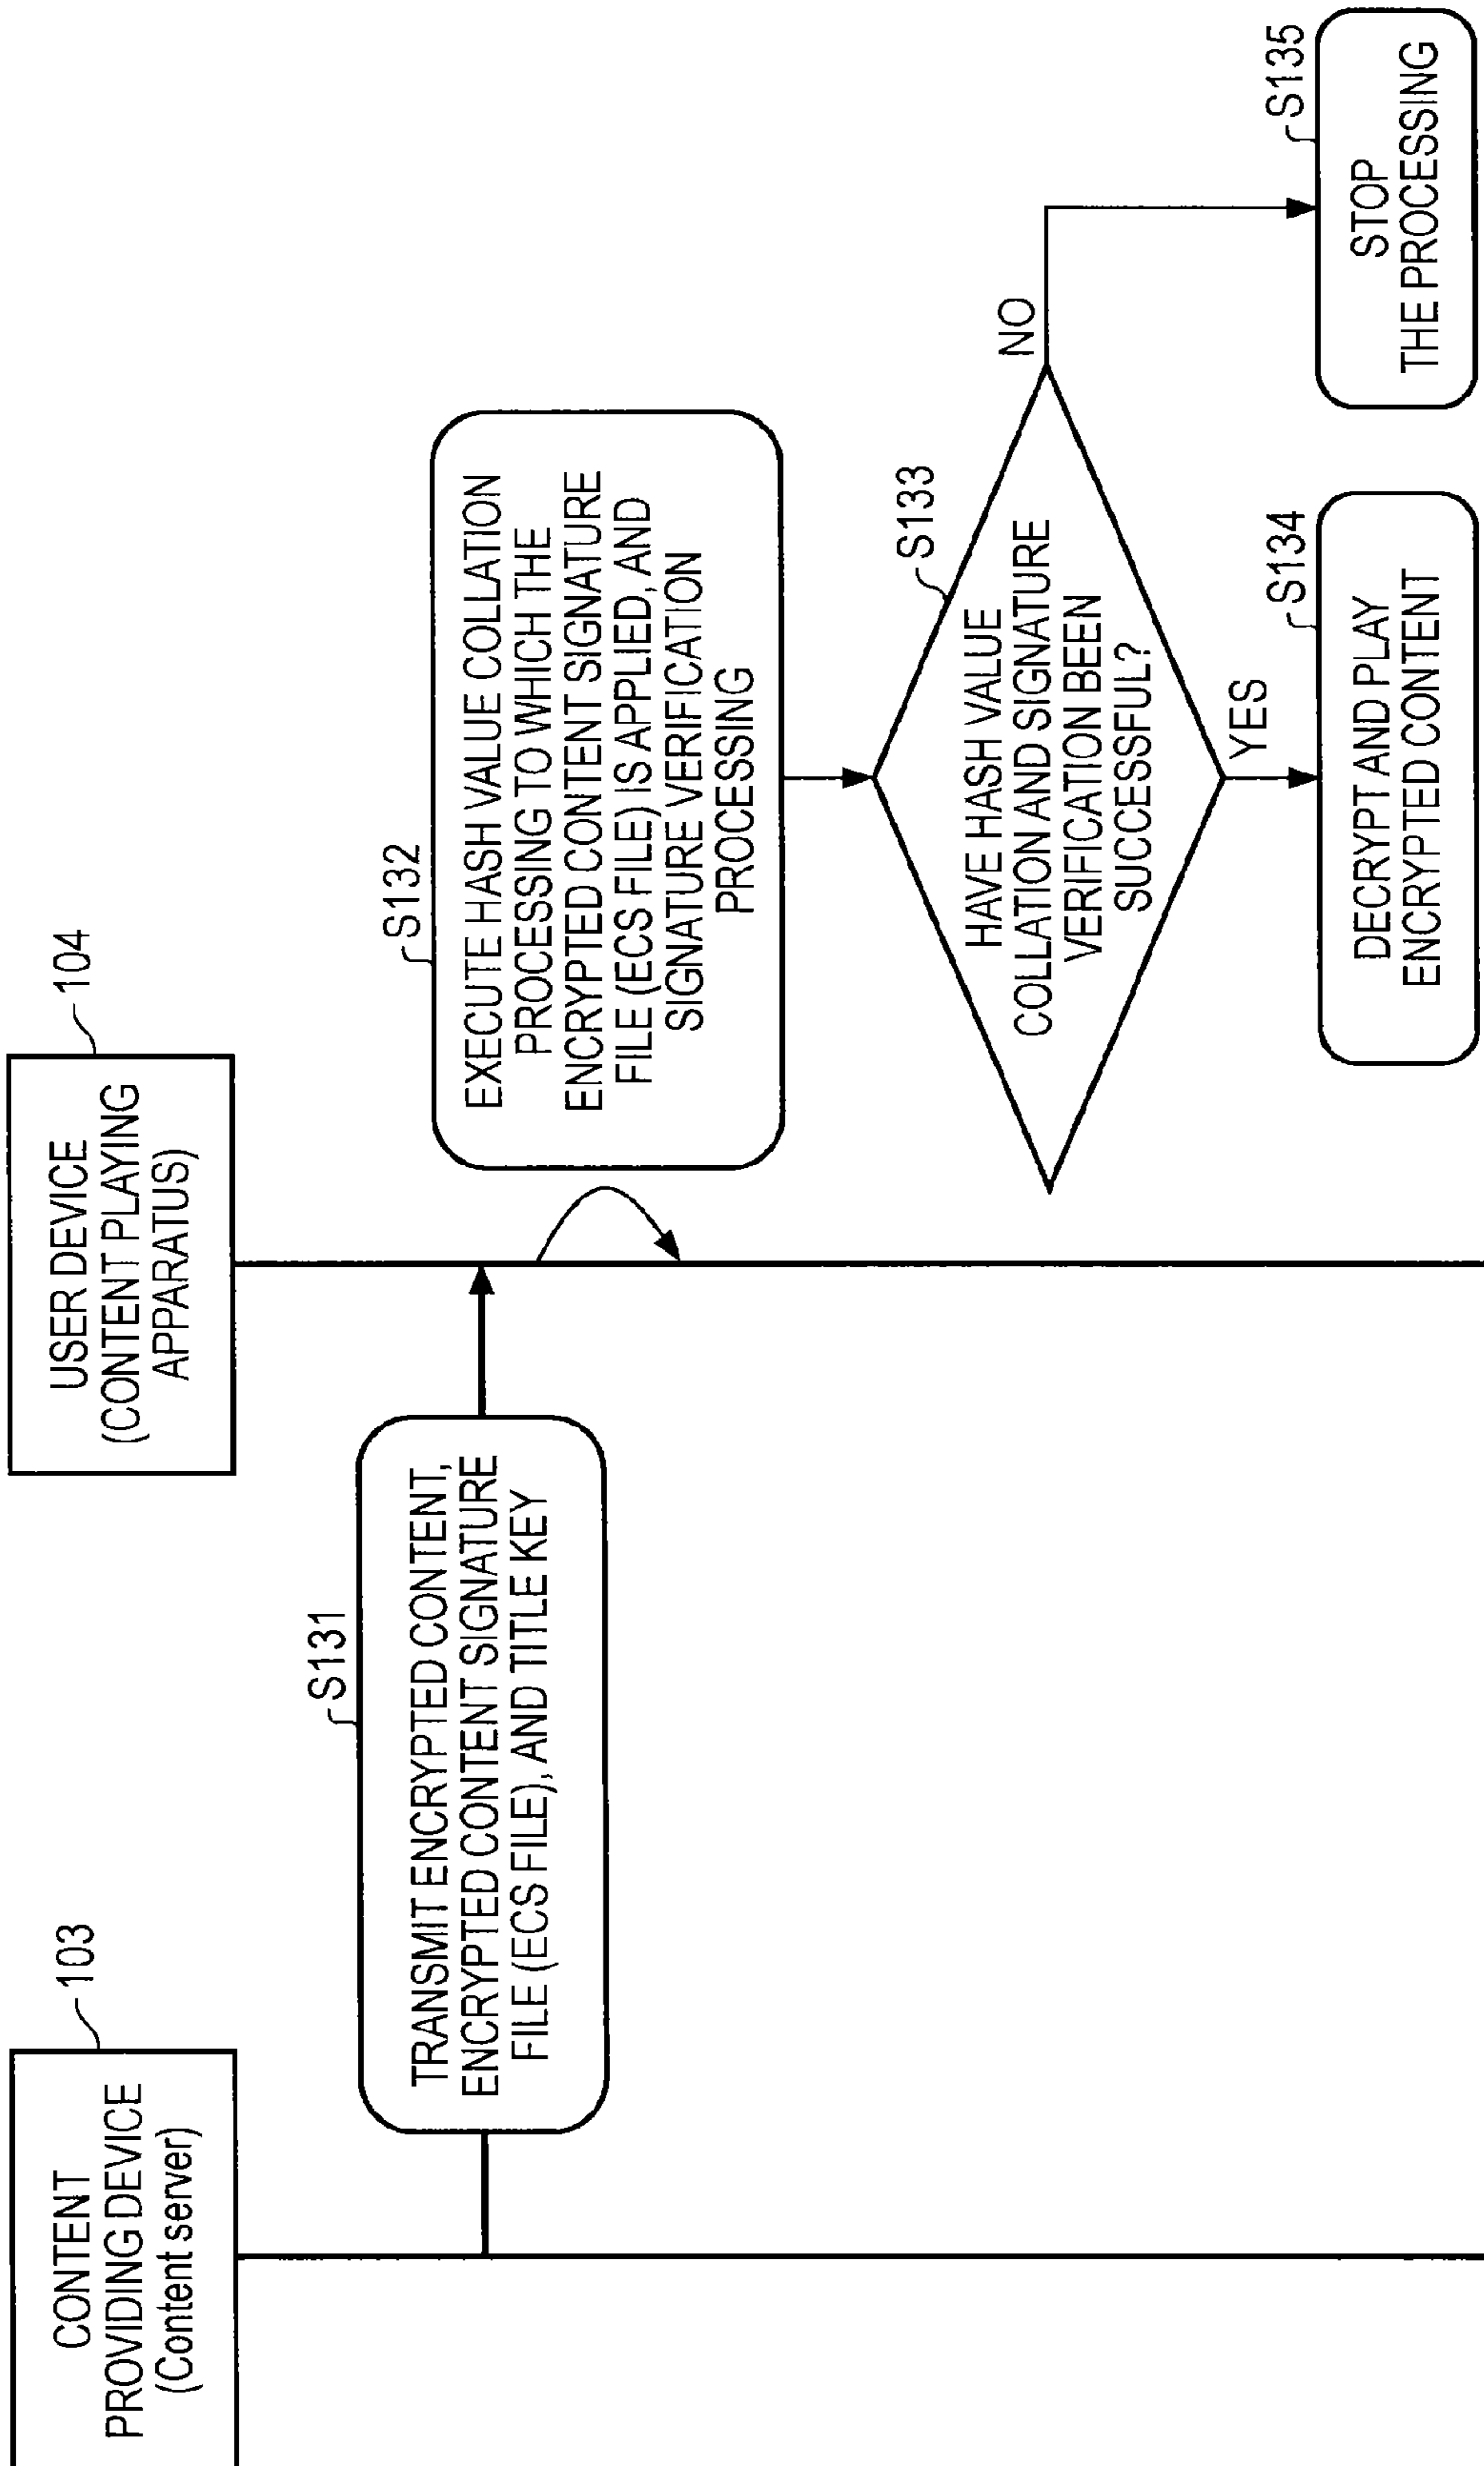 CONTENT
PROVIDING DEVICE
(Content server)
103
USER DEVICE
(CONTENT PLAYING
APPARATUS)
104
S131
TRANSMIT ENCRYPTED CONTENT,
ENCRYPTED CONTENT SIGNATURE
FILE (ECS FILE), AND TITLE KEY
S132
EXECUTE HASH VALUE COLLATION
PROCESSING TO WHICH THE
ENCRYPTED CONTENT SIGNATURE
FILE (ECS FILE) IS APPLIED, AND
SIGNATURE VERIFICATION
PROCESSING
S133
HAVE HASH VALUE
COLLATION AND SIGNATURE
VERIFICATION BEEN
SUCCESSFUL?
NO
YES
S134
DECRYPT AND PLAY
ENCRYPTED CONTENT
S135
STOP
THE PROCESSING